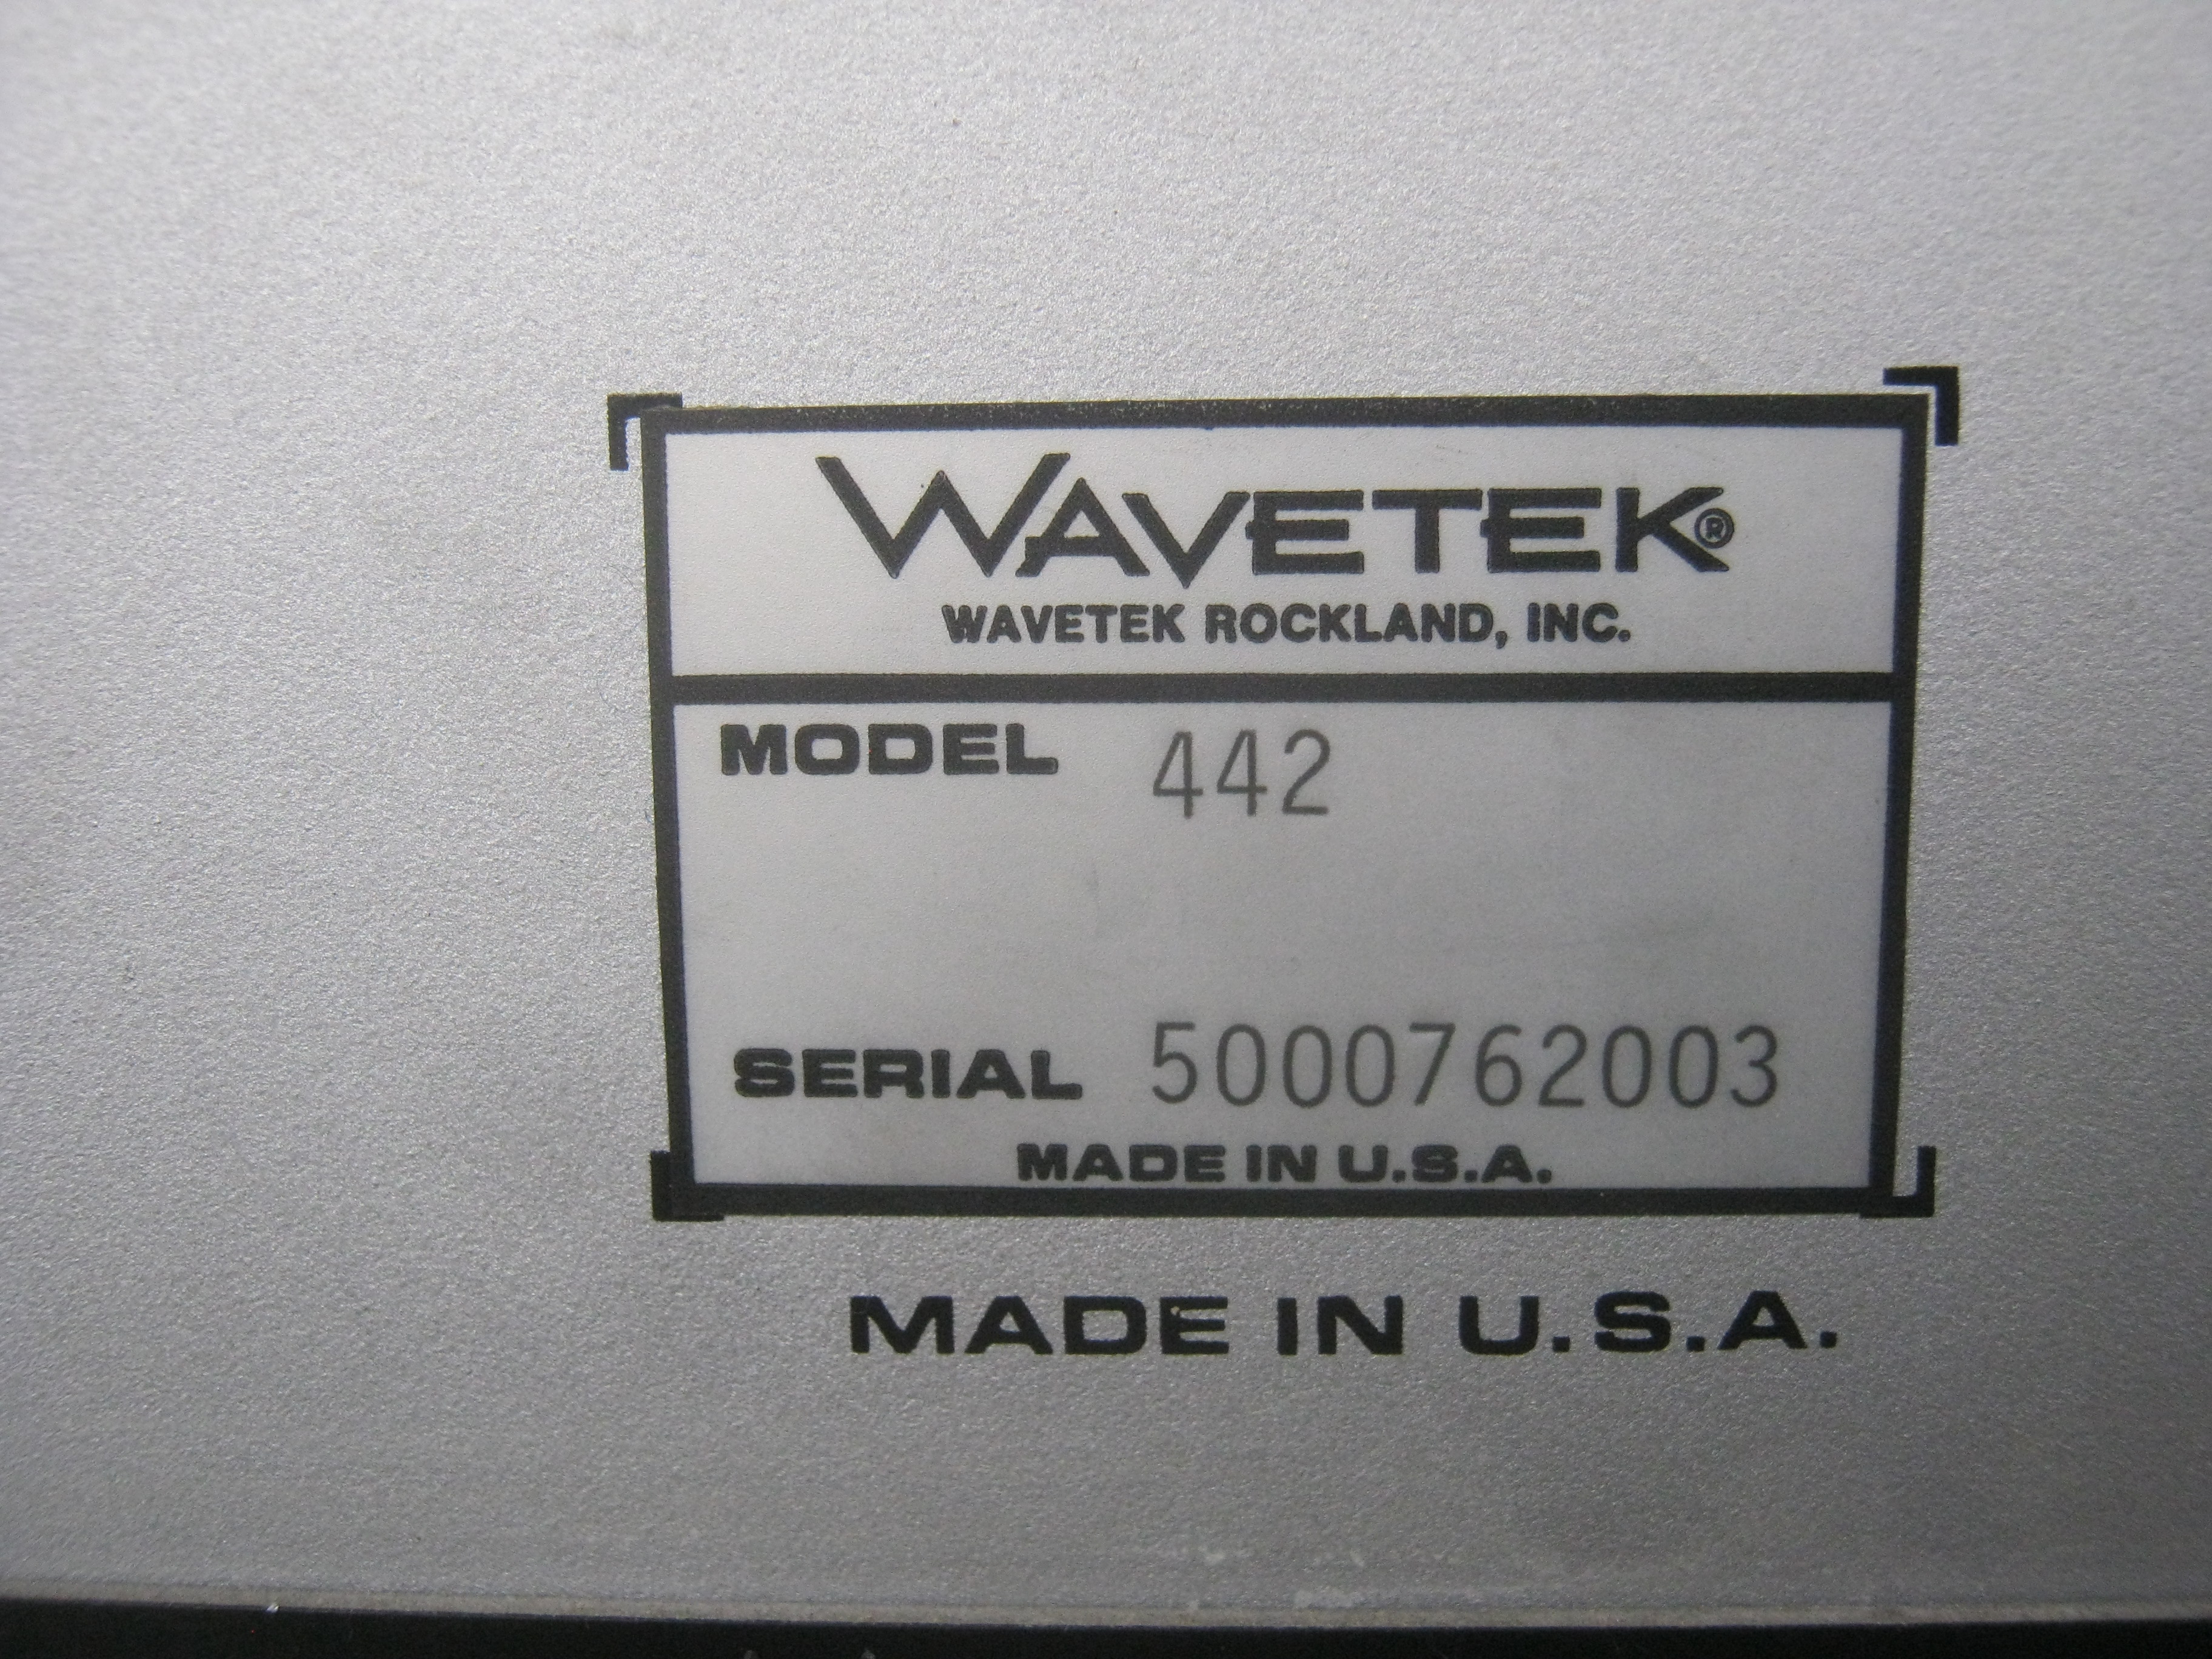 WAVETEK®
WAVETEK ROCKLAND, INC.
MODEL 442
SERIAL 5000762003
MADE IN U.S.A.
MADE IN U.S.A.